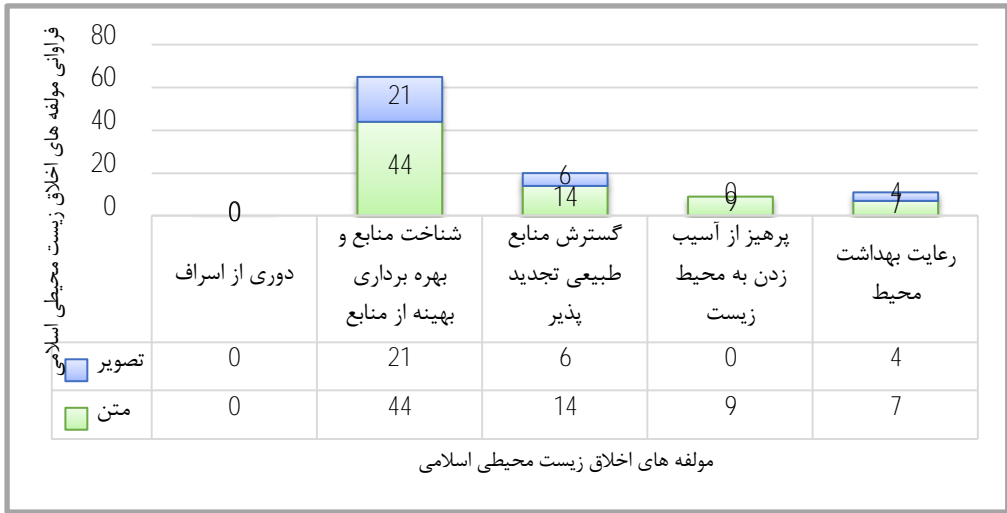 فراوانی مولفه های اخلاق زیست محیطی اسلامی
80
60
40
20
0
0
0
21
44
6
14
0
9
4
7
دوری از اسراف
شناخت منابع و
بهره برداری
بهینه از منابع
گسترش منابع
طبیعی تجدید
پذیر
پرهیز از آسیب
زدن به محیط
زیست
رعایت بهداشت
محیط
تصویر 0 21 6 0 4
متن 0 44 14 9 7
مولفه های اخلاق زیست محیطی اسلامی